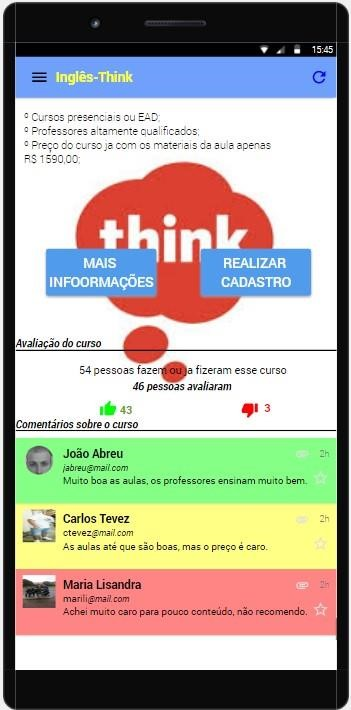 15:45
Inglês-Think
º Cursos presenciais ou EAD;
º Professores altamente qualificados;
º Preço do curso ja com os materiais da aula apenas
R$ 1590,00;
think
MAIS
INFOORMAÇÕES
REALIZAR
CADASTRO
Avaliação do curso
54 pessoas fazem ou ja fizeram esse curso
46 pessoas avaliaram
43
3
Comentários sobre o curso
João Abreu
2h
jabreu@mail.com
Muito boa as aulas, os professores ensinam muito bem.
Carlos Tevez
2h
ctevez@mail.com
As aulas até que são boas, mas o preço é caro.
Maria Lisandra
2h
marili@mail.com
Achei muito caro para pouco conteúdo, não recomendo.